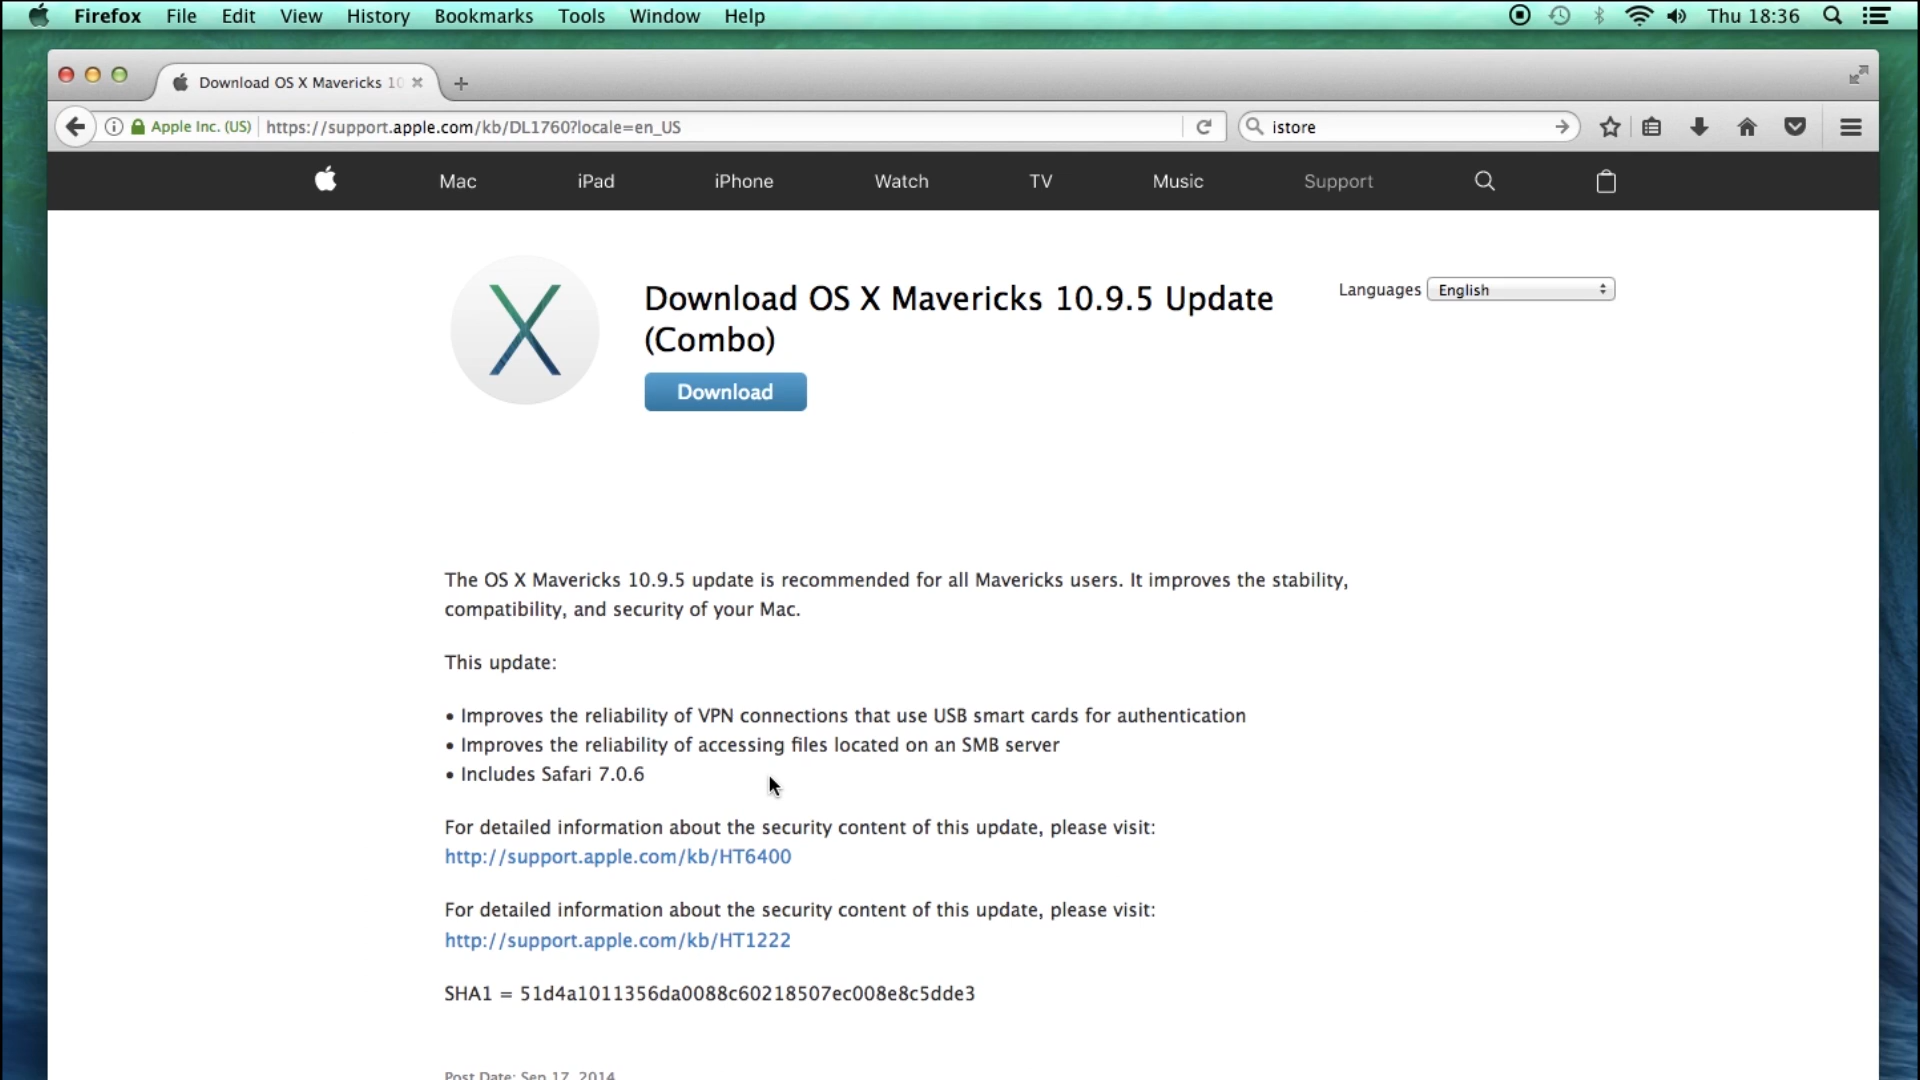 Firefox File Edit View History Bookmarks Tools Window Help Thu 18:36
Download OS X Mavericks 10
Apple Inc. (US) https://support.apple.com/kb/DL1760?locale=en_US istore
Mac iPad iPhone Watch TV Music Support
Download OS X Mavericks 10.9.5 Update
(Combo)
Languages English
Download
The OS X Mavericks 10.9.5 update is recommended for all Mavericks users. It improves the stability,
compatibility, and security of your Mac.
This update:
• Improves the reliability of VPN connections that use USB smart cards for authentication
• Improves the reliability of accessing files located on an SMB server
• Includes Safari 7.0.6
For detailed information about the security content of this update, please visit:
http://support.apple.com/kb/HT6400
For detailed information about the security content of this update, please visit:
http://support.apple.com/kb/HT1222
SHA1 = 51d4a1011356da0088c60218507ec008e8c5dde3
Post Date: Sep 17, 2014